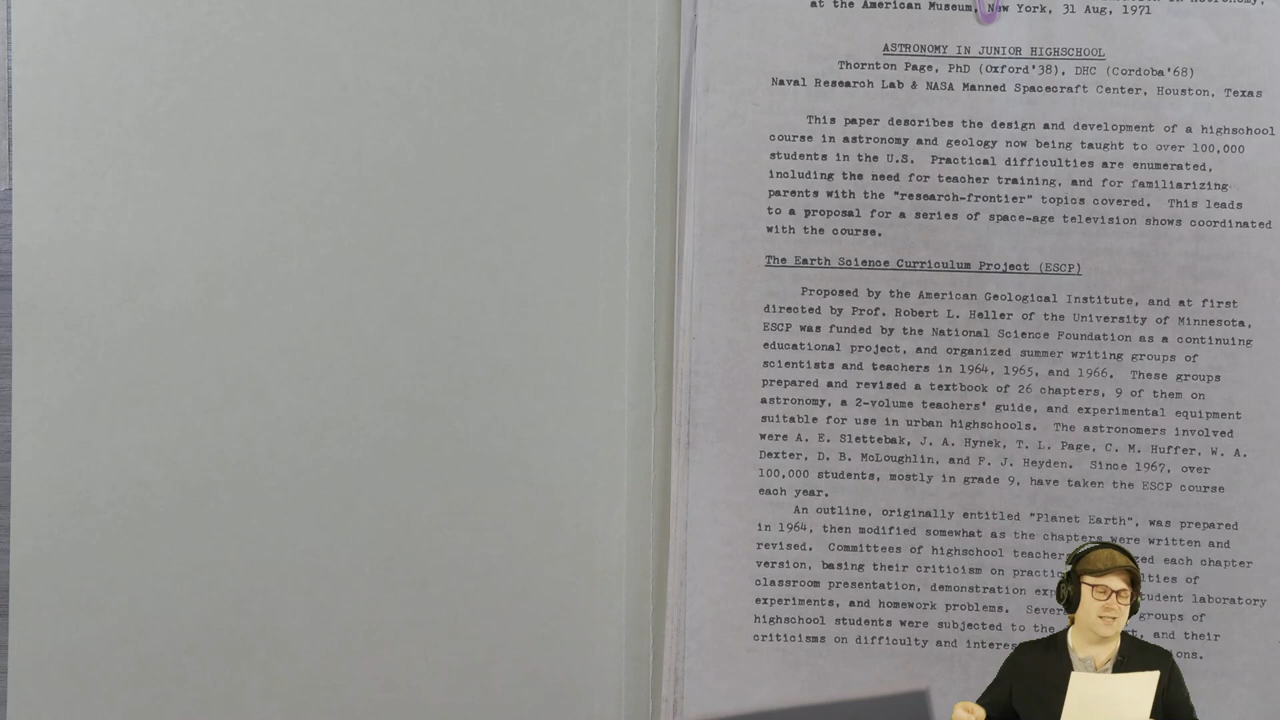 at the American Museum, New York, 31 Aug, 1971
ASTRONOMY IN JUNIOR HIGHSCHOOL
Thornton Page, PhD (Oxford'38), DHC (Cordoba'68)
Naval Research Lab & NASA Manned Spacecraft Center, Houston, Texas
This paper describes the design and development of a highschool
course in astronomy and geology now being taught to over 100,000
students in the U.S. Practical difficulties are enumerated,
including the need for teacher training, and for familiarizing
parents with the "research-frontier" topics covered. This leads
to a proposal for a series of space-age television shows coordinated
with the course.
The Earth Science Curriculum Project (ESCP)
Proposed by the American Geological Institute, and at first
directed by Prof. Robert L. Heller of the University of Minnesota,
ESCP was funded by the National Science Foundation as a continuing
educational project, and organized summer writing groups of
scientists and teachers in 1964, 1965, and 1966. These groups
prepared and revised a textbook of 26 chapters, 9 of them on
astronomy, a 2-volume teachers' guide, and experimental equipment
suitable for use in urban highschools. The astronomers involved
were A. E. Slettebak, J. A. Hynek, T. L. Page, C. M. Huffer, W. A.
Dexter, D. B. McLoughlin, and F. J. Heyden. Since 1967, over
100,000 students, mostly in grade 9, have taken the ESCP course
each year.
An outline, originally entitled "Planet Earth", was prepared
in 1964, then modified somewhat as the chapters were written and
revised. Committees of highschool teachers each chapter
version, basing their criticism on of
classroom presentation, demonstration student laboratory
experiments, and homework problems. groups of
highschool students were subjected to the and their
criticisms on difficulty and